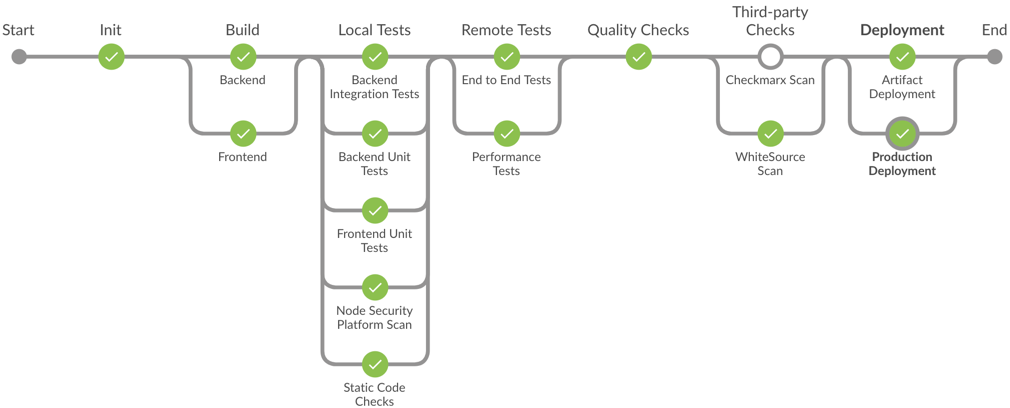 Start
Init
Build
Local Tests
Remote Tests
Quality Checks
Third-party
Checks
Deployment
End
Backend
Backend
Integration Tests
End to End Tests
Checkmarx Scan
Artifact
Deployment
Frontend
Backend Unit
Tests
Performance
Tests
WhiteSource
Scan
Production
Deployment
Frontend Unit
Tests
Node Security
Platform Scan
Static Code
Checks